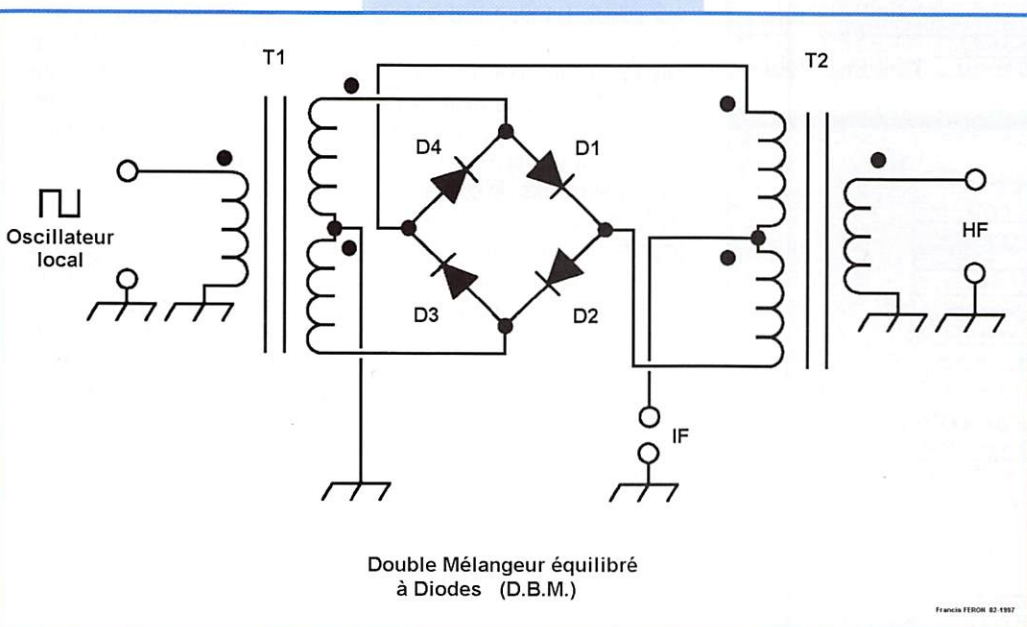 T1
T2
D4
D1
Oscillateur
local
HF
D3
D2
IF
Double Mélangeur équilibré
à Diodes (D.B.M.)
Francis FERON 02-1997